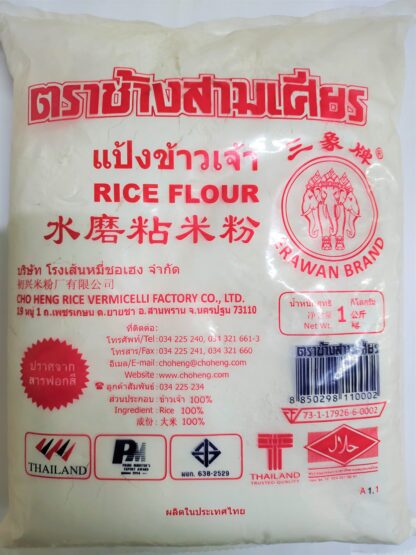 ตราช้างสามเศียร
แป้งข้าวเจ้า
RICE FLOUR
水磨粘米粉
三象牌®
ERAWAN BRAND
บริษัท โรงเส้นหมี่ชอเฮง จำกัด
初兴米粉厂有限公司
CHO HENG RICE VERMICELLI FACTORY CO., LTD.
19 หมู่ 1 ถ.เพชรเกษม ต.ยายชา อ.สามพราน จ.นครปฐม 73110
น้ำหนักสุทธิ 1 กิโลกรัม
净重量 1 公斤
Net Wt. 1 kg.
ที่ติดต่อ:
โทรศัพท์/Tel:034 225 240, 034 321 661-3
โทรสาร/Fax :034 225 241, 034 321 660
อีเมล/E-mail :choheng@choheng.com
Website :www.choheng.com
ลูกค้าสัมพันธ์ :034 225 234
ส่วนประกอบ :ข้าวเจ้า 100%
Ingredient :Rice 100%
成份: 大米 100%
ปราศจาก
สารฟอกสี
ตราช้างสามเศียร
8 850298 110002
73-1-17926-6-0002
THAILAND
PM
PRIME MINISTER'S
EXPORT AWARD
มอก. 638-2529
THAILAND
TRUSTED QUALITY
حلال
A 1.1
ผลิตในประเทศไทย